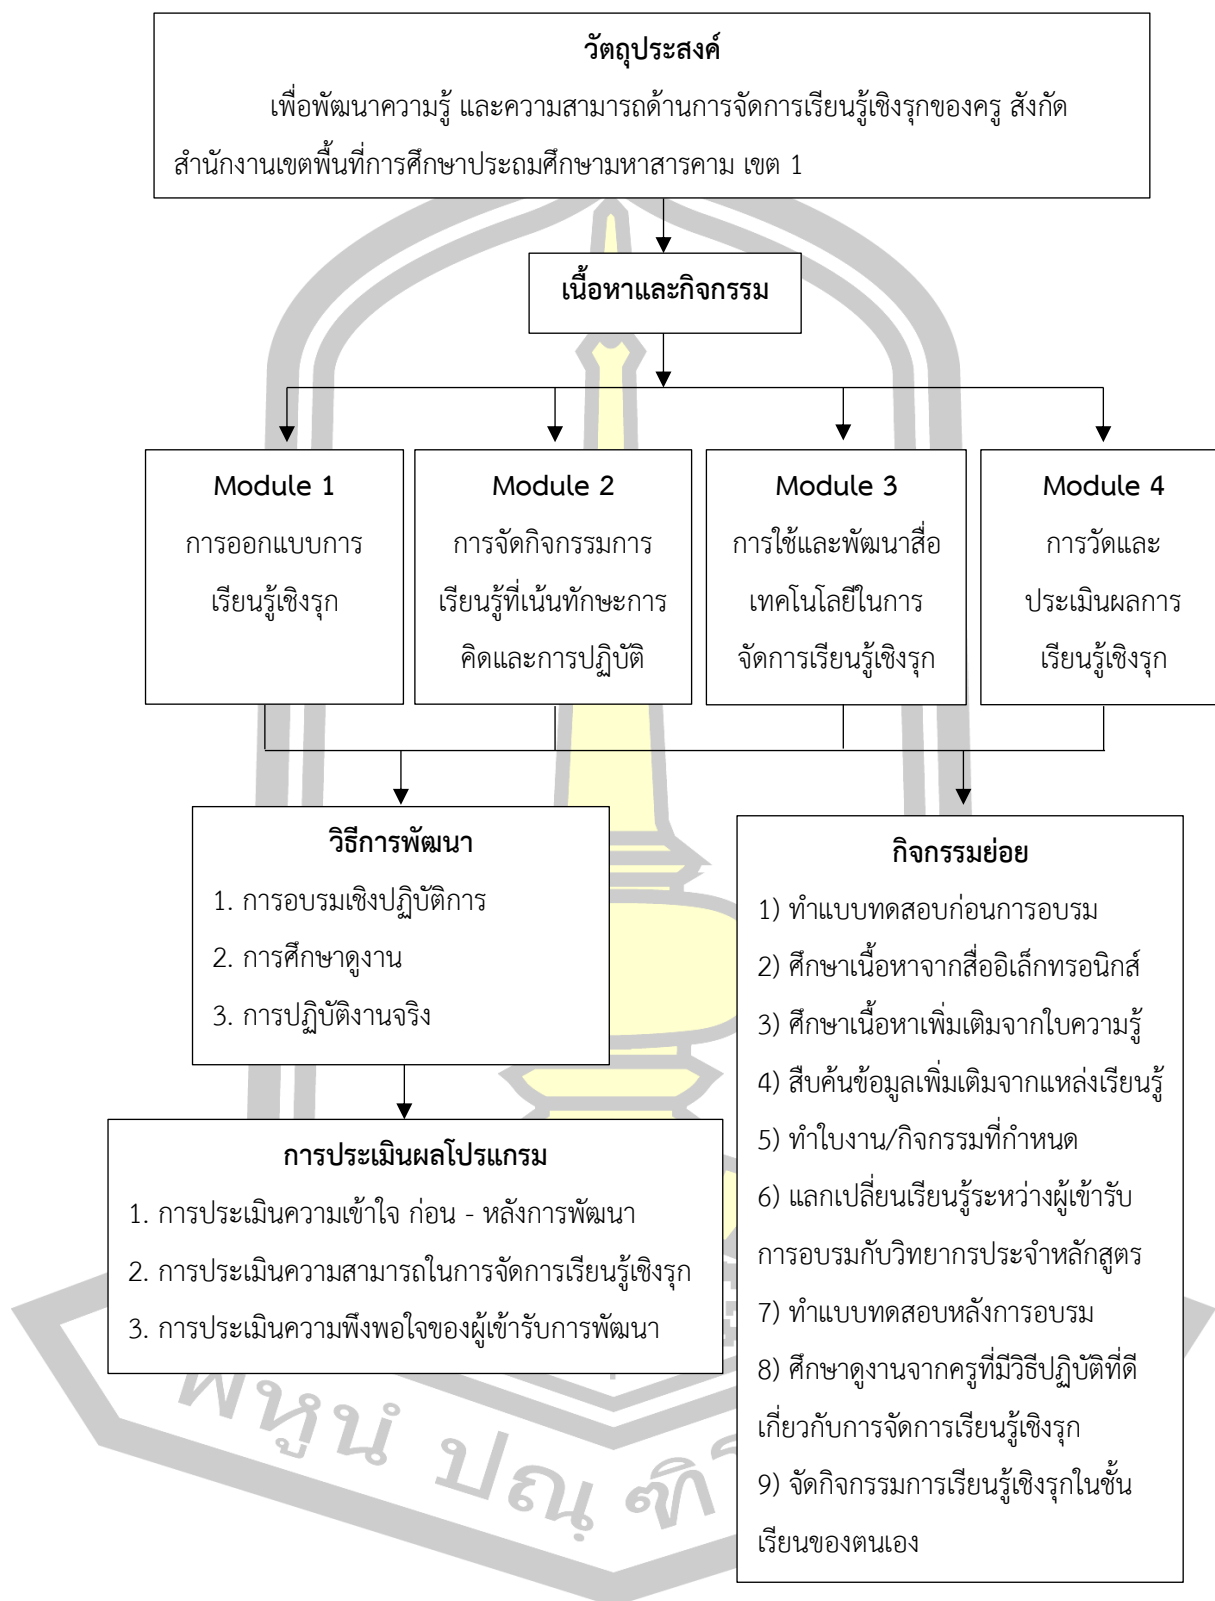 วัตถุประสงค์
เพื่อพัฒนาความรู้ และความสามารถด้านการจัดการเรียนรู้เชิงรุกของครู สังกัด
สำนักงานเขตพื้นที่การศึกษาประถมศึกษามหาสารคาม เขต 1
เนื้อหาและกิจกรรม
Module 1
การออกแบบการ
เรียนรู้เชิงรุก
Module 2
การจัดกิจกรรมการ
เรียนรู้ที่เน้นทักษะการ
คิดและการปฏิบัติ
Module 3
การใช้และพัฒนาสื่อ
เทคโนโลยีในการ
จัดการเรียนรู้เชิงรุก
Module 4
การวัดและ
ประเมินผลการ
เรียนรู้เชิงรุก
วิธีการพัฒนา
1. การอบรมเชิงปฏิบัติการ
2. การศึกษาดูงาน
3. การปฏิบัติงานจริง
การประเมินผลโปรแกรม
1. การประเมินความเข้าใจ ก่อน - หลังการพัฒนา
2. การประเมินความสามารถในการจัดการเรียนรู้เชิงรุก
3. การประเมินความพึงพอใจของผู้เข้ารับการพัฒนา
กิจกรรมย่อย
1) ทำแบบทดสอบก่อนการอบรม
2) ศึกษาเนื้อหาจากสื่ออิเล็กทรอนิกส์
3) ศึกษาเนื้อหาเพิ่มเติมจากใบความรู้
4) สืบค้นข้อมูลเพิ่มเติมจากแหล่งเรียนรู้
5) ทำใบงาน/กิจกรรมที่กำหนด
6) แลกเปลี่ยนเรียนรู้ระหว่างผู้เข้ารับ
การอบรมกับวิทยากรประจำหลักสูตร
7) ทำแบบทดสอบหลังการอบรม
8) ศึกษาดูงานจากครูที่มีวิธีปฏิบัติที่ดี
เกี่ยวกับการจัดการเรียนรู้เชิงรุก
9) จัดกิจกรรมการเรียนรู้เชิงรุกในชั้น
เรียนของตนเอง
พหูนํ ปณฺ